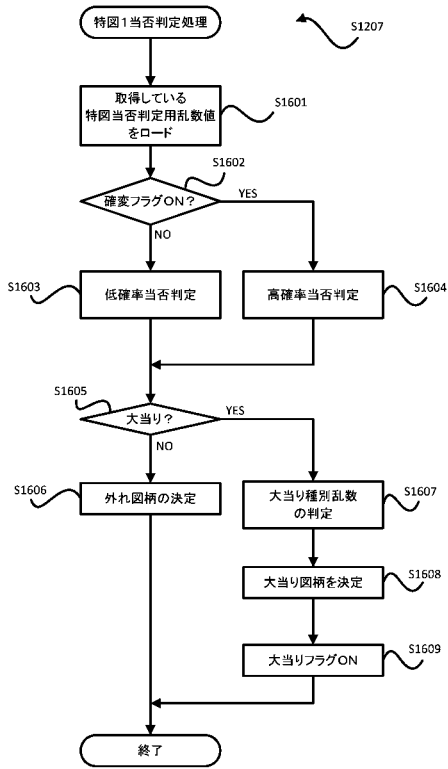 特図1当否判定処理
S1207
取得している
特図当否判定用乱数値
をロード
S1601
S1602
確変フラグON?
YES
NO
S1603
低確率当否判定
高確率当否判定
S1604
S1605
大当り?
YES
NO
S1606
外れ図柄の決定
大当り種別乱数
の判定
S1607
大当り図柄を決定
S1608
大当りフラグON
S1609
終了